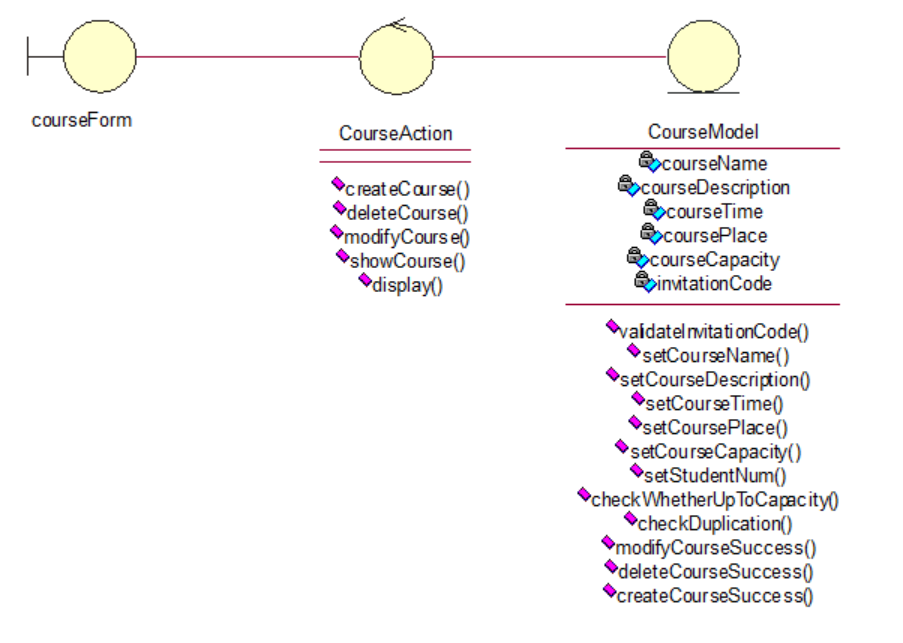 courseForm
CourseAction
createCourse()
deleteCourse()
modifyCourse()
showCourse()
display()
CourseModel
courseName
courseDescription
courseTime
coursePlace
courseCapacity
invitationCode
validateInvitationCode()
setCourseName()
setCourseDescription()
setCourseTime()
setCoursePlace()
setCourseCapacity()
setStudentNum()
checkWhetherUpToCapacity()
checkDuplication()
modifyCourseSuccess()
deleteCourseSuccess()
createCourseSuccess()